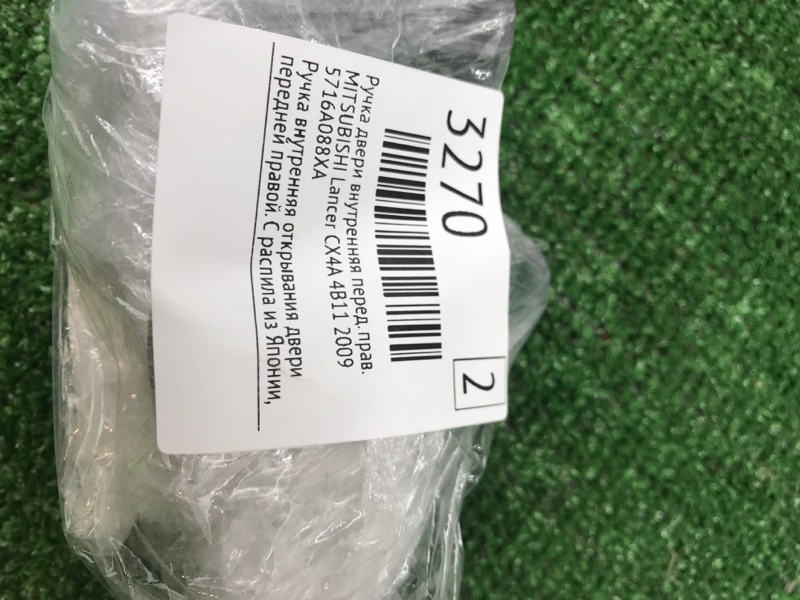 3270
2
Ручка двери внутренняя перед. прав.
MITSUBISHI Lancer CX4A 4B11 2009
5716A088XA
Ручка внутренняя открывания двери
передней правой. С распила из Японии,